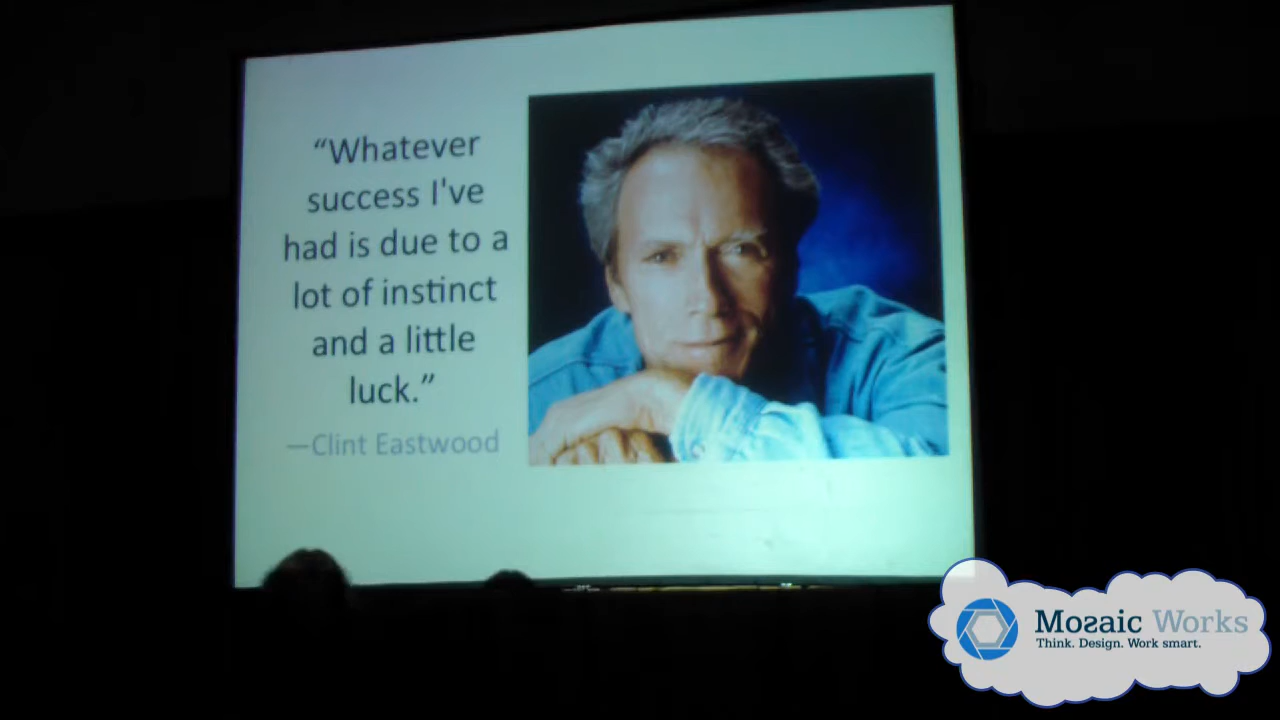 “Whatever
success I've
had is due to a
lot of instinct
and a little
luck.”
—Clint Eastwood
Mosaic Works
Think. Design. Work smart.